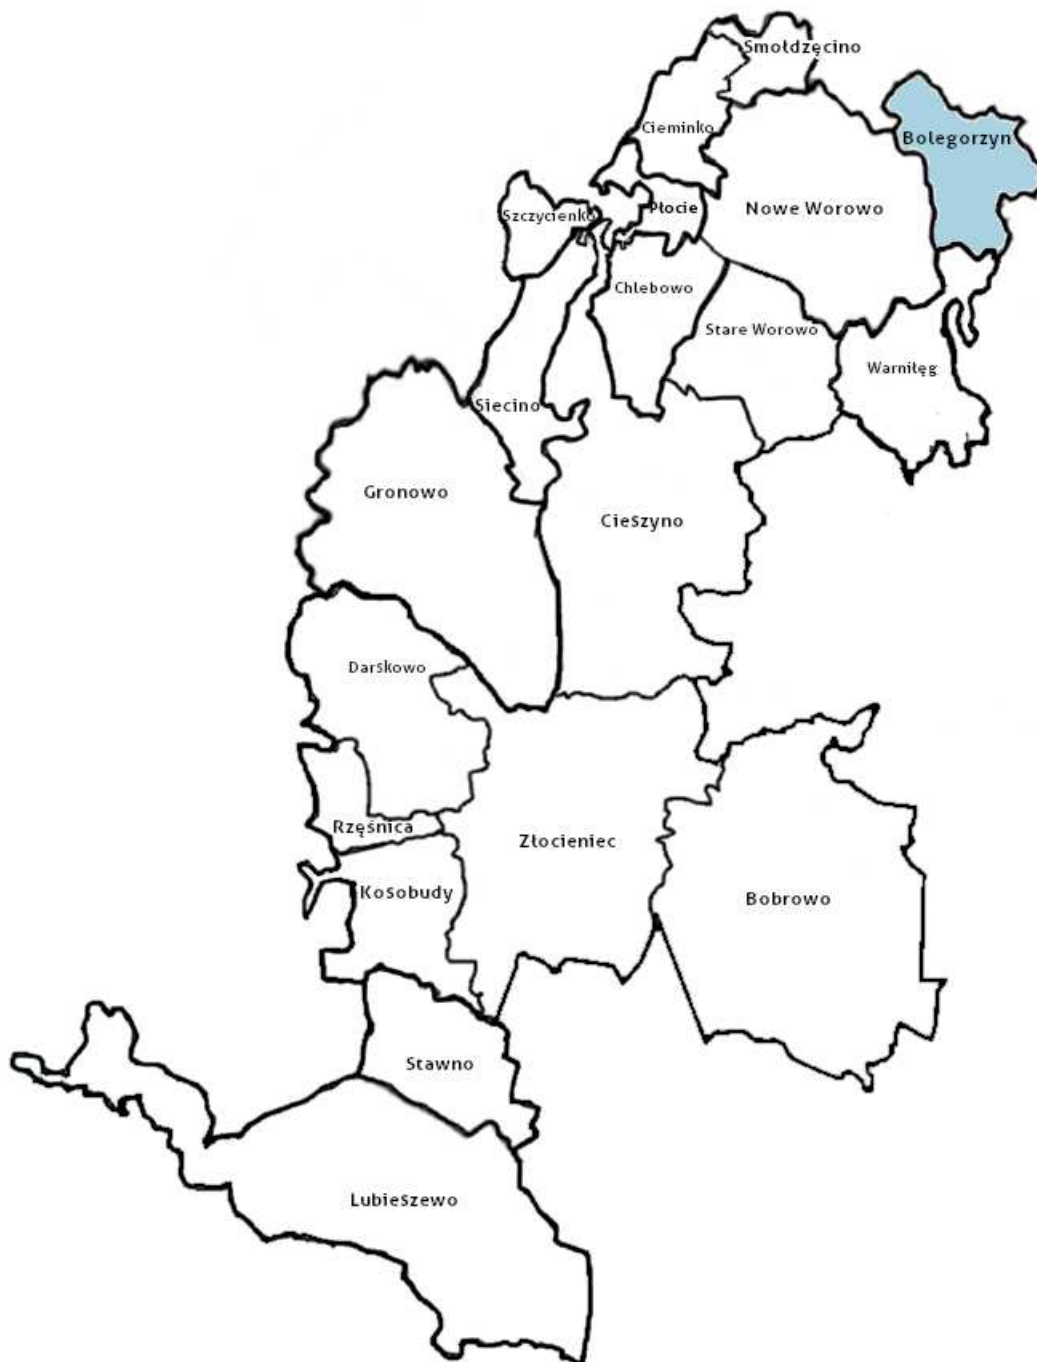 Smołdzęcino
Cieminko
Bolegorzyn
Szczycienko
Płocie
Nowe Worowo
Chlebowo
Stare Worowo
Warniłęg
Siecino
Gronowo
Cieszyno
Darskowo
Rzęśnica
Złocieniec
Kosobudy
Bobrowo
Stawno
Lubieszewo